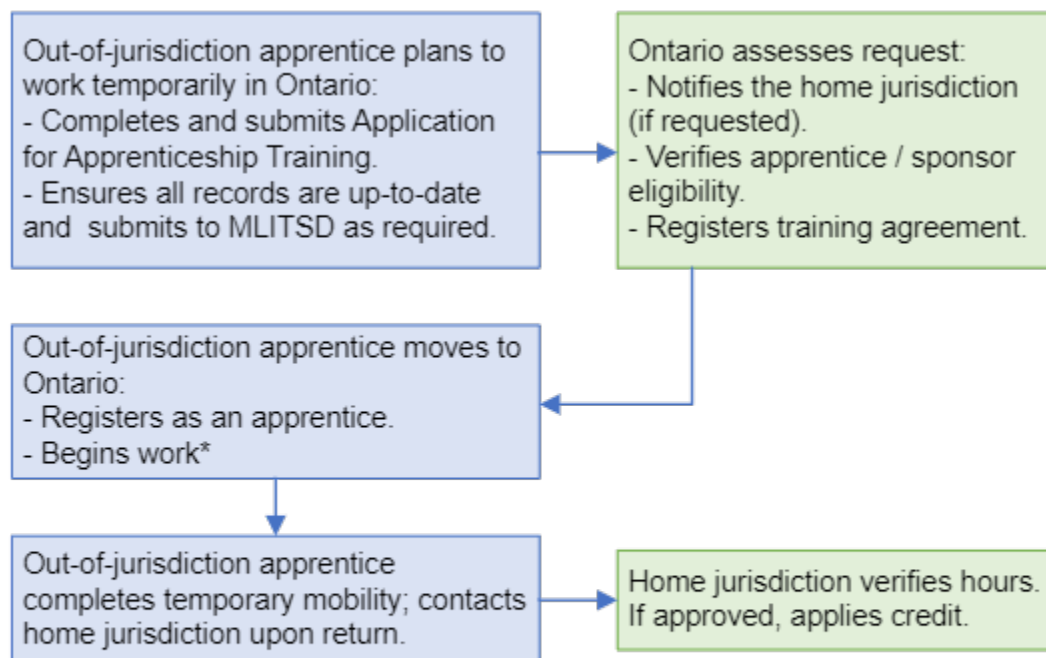 Out-of-jurisdiction apprentice plans to
work temporarily in Ontario:
- Completes and submits Application
for Apprenticeship Training.
- Ensures all records are up-to-date
and submits to MLITSD as required.
Ontario assesses request:
- Notifies the home jurisdiction
(if requested).
- Verifies apprentice / sponsor
eligibility.
- Registers training agreement.
Out-of-jurisdiction apprentice moves to
Ontario:
- Registers as an apprentice.
- Begins work*
Out-of-jurisdiction apprentice
completes temporary mobility; contacts
home jurisdiction upon return.
Home jurisdiction verifies hours.
If approved, applies credit.